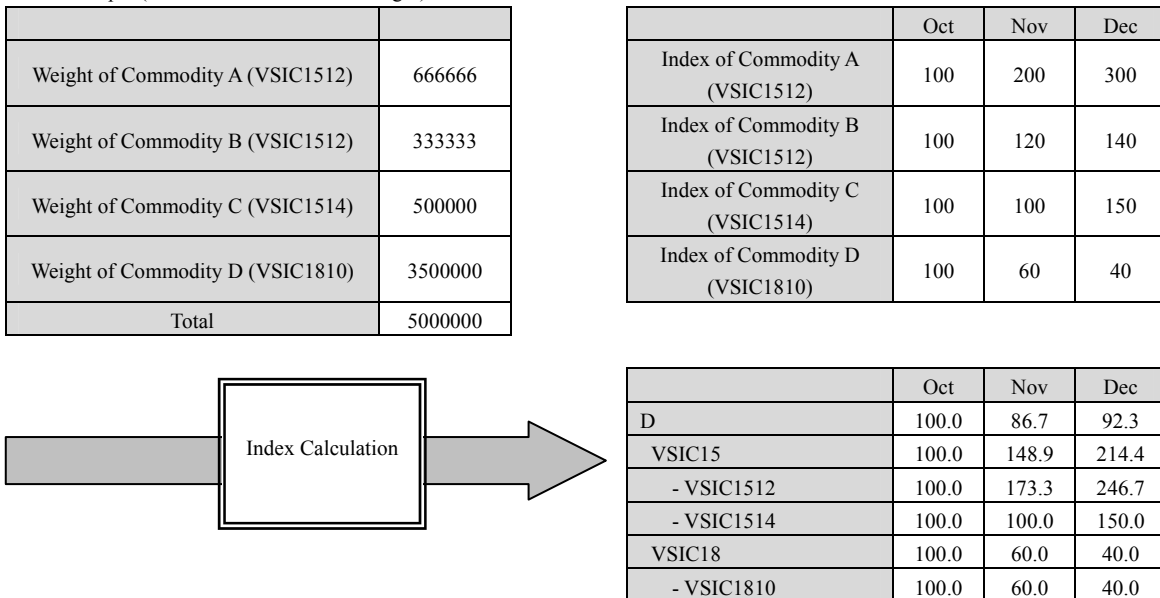 Weight of Commodity A (VSIC1512) 666666
Weight of Commodity B (VSIC1512) 333333
Weight of Commodity C (VSIC1514) 500000
Weight of Commodity D (VSIC1810) 3500000
Total 5000000
Oct Nov Dec
Index of Commodity A
(VSIC1512) 100 200 300
Index of Commodity B
(VSIC1512) 100 120 140
Index of Commodity C
(VSIC1514) 100 100 150
Index of Commodity D
(VSIC1810) 100 60 40
Index Calculation
Oct Nov Dec
D 100.0 86.7 92.3
VSIC15 100.0 148.9 214.4
- VSIC1512 100.0 173.3 246.7
- VSIC1514 100.0 100.0 150.0
VSIC18 100.0 60.0 40.0
- VSIC1810 100.0 60.0 40.0